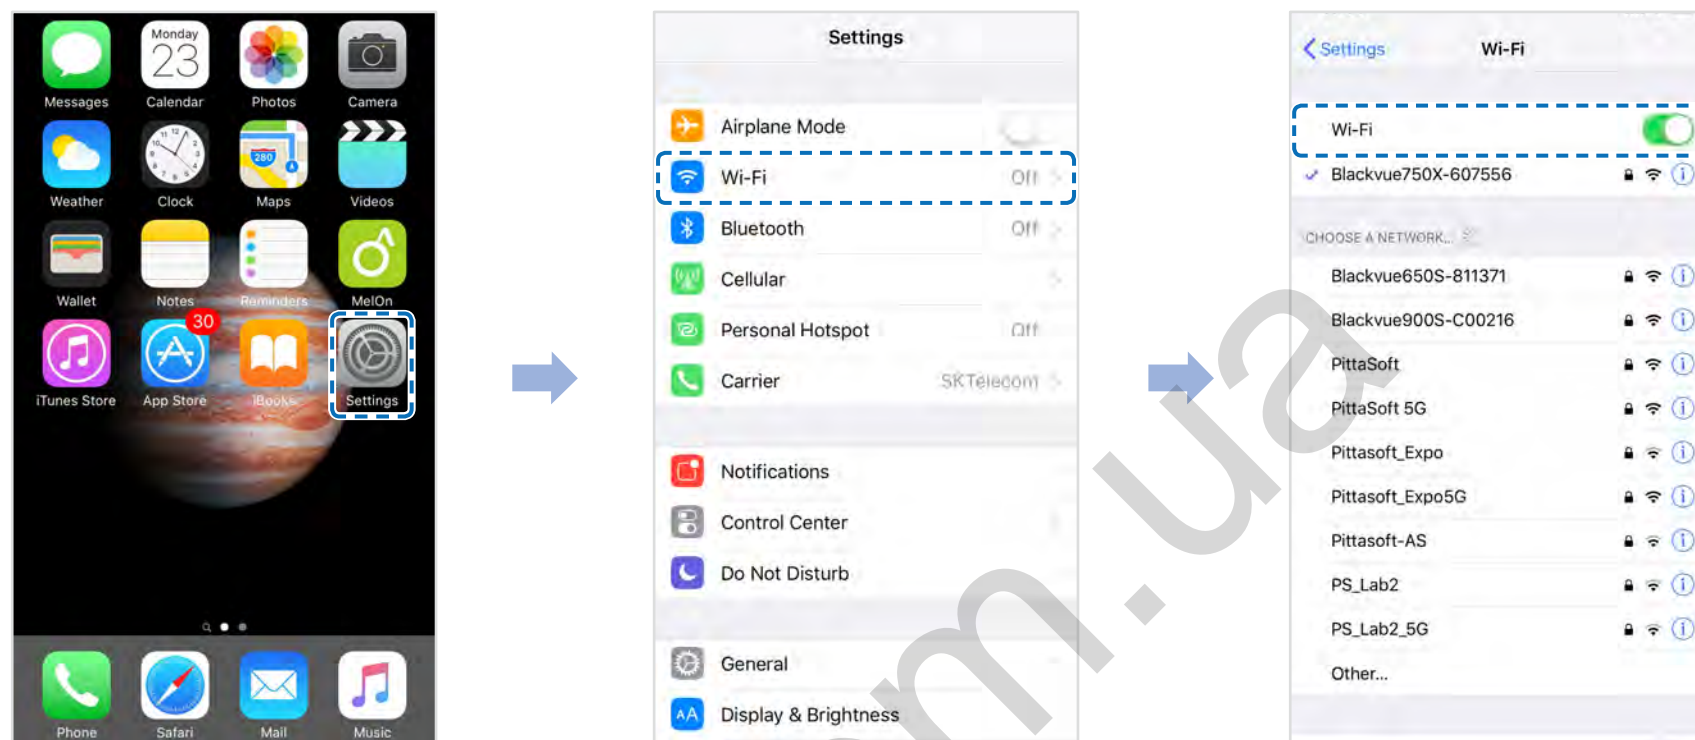 Monday
23
Messages
Calendar
Photos
Camera
280
Weather
Clock
Maps
Videos
Wallet
Notes
Reminders
MelOn
30
iTunes Store
App Store
iBooks
Settings
Phone
Safari
Mail
Music
Settings
Airplane Mode
Wi-Fi
Off
Bluetooth
Off
Cellular
Personal Hotspot
Off
Carrier
SKTelecom
Notifications
Control Center
Do Not Disturb
General
AA
Display & Brightness
Settings
Wi-Fi
Wi-Fi
Blackvue750X-607556
CHOOSE A NETWORK...
Blackvue650S-811371
Blackvue900S-C00216
PittaSoft
PittaSoft 5G
Pittasoft_Expo
Pittasoft_Expo5G
Pittasoft-AS
PS_Lab2
PS_Lab2_5G
Other...
m.ua